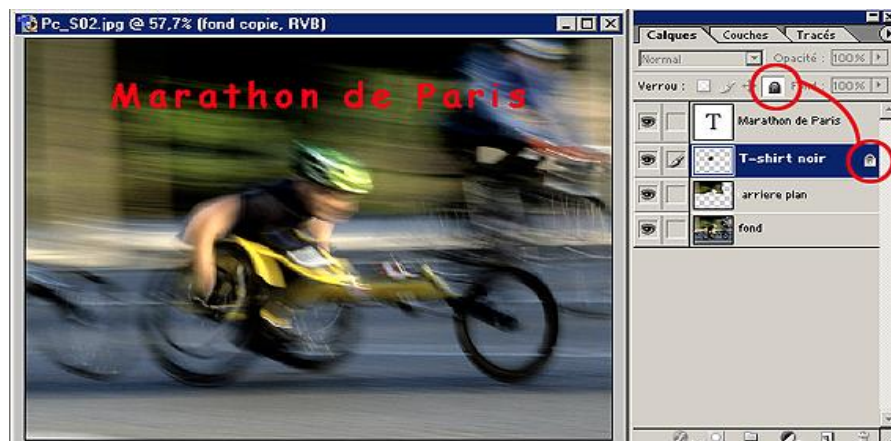 Pc_S02.jpg @ 57,7% (fond copie, RVB)
Marathon de Paris
Calques Couches Tracés
Normal Opacité : 100%
Verrou : Fond : 100%
T Marathon de Paris
T-shirt noir
arriere plan
fond